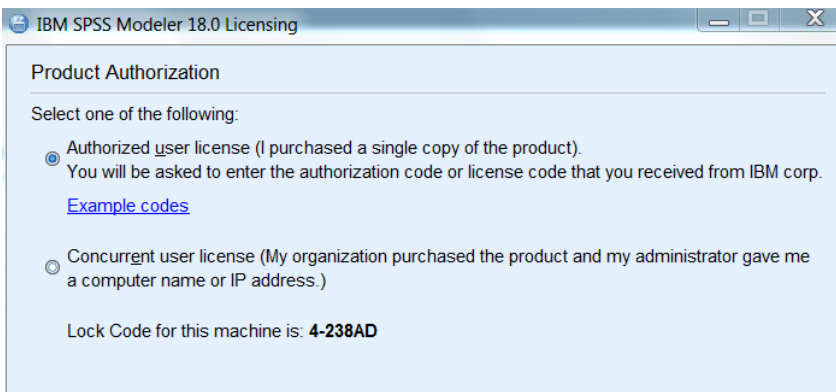 IBM SPSS Modeler 18.0 Licensing
Product Authorization
Select one of the following:
Authorized user license (I purchased a single copy of the product).
You will be asked to enter the authorization code or license code that you received from IBM corp.
Example codes
Concurrent user license (My organization purchased the product and my administrator gave me
a computer name or IP address.)
Lock Code for this machine is: 4-238AD